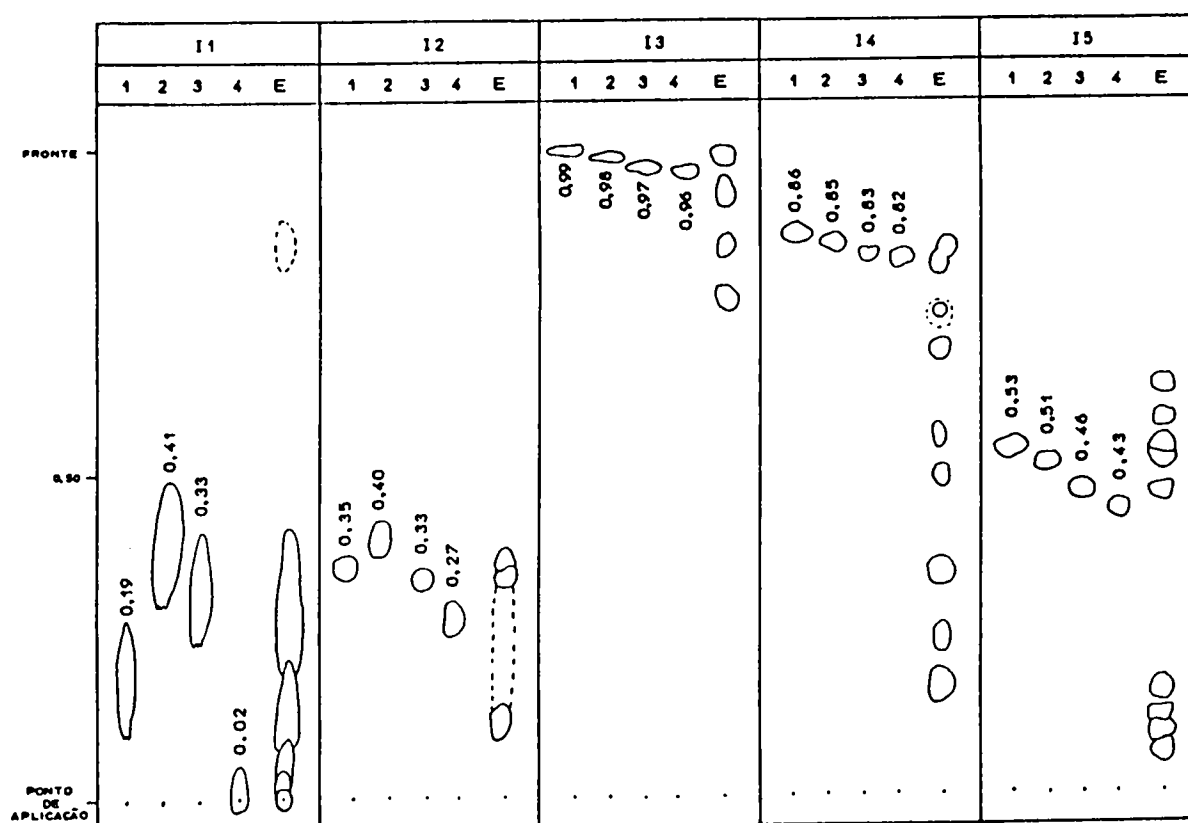 I1 I2 I3 I4 I5
1 2 3 4 E 1 2 3 4 E 1 2 3 4 E 1 2 3 4 E 1 2 3 4 E
FRONTE
0,99 0,98 0,97 0,96
0,86 0,85 0,83 0,82
0,53 0,51 0,46 0,43
0,50
0,41
0,33
0,19
0,02
0,35 0,40 0,33 0,27
PONTO
DE
APLICAÇÃO